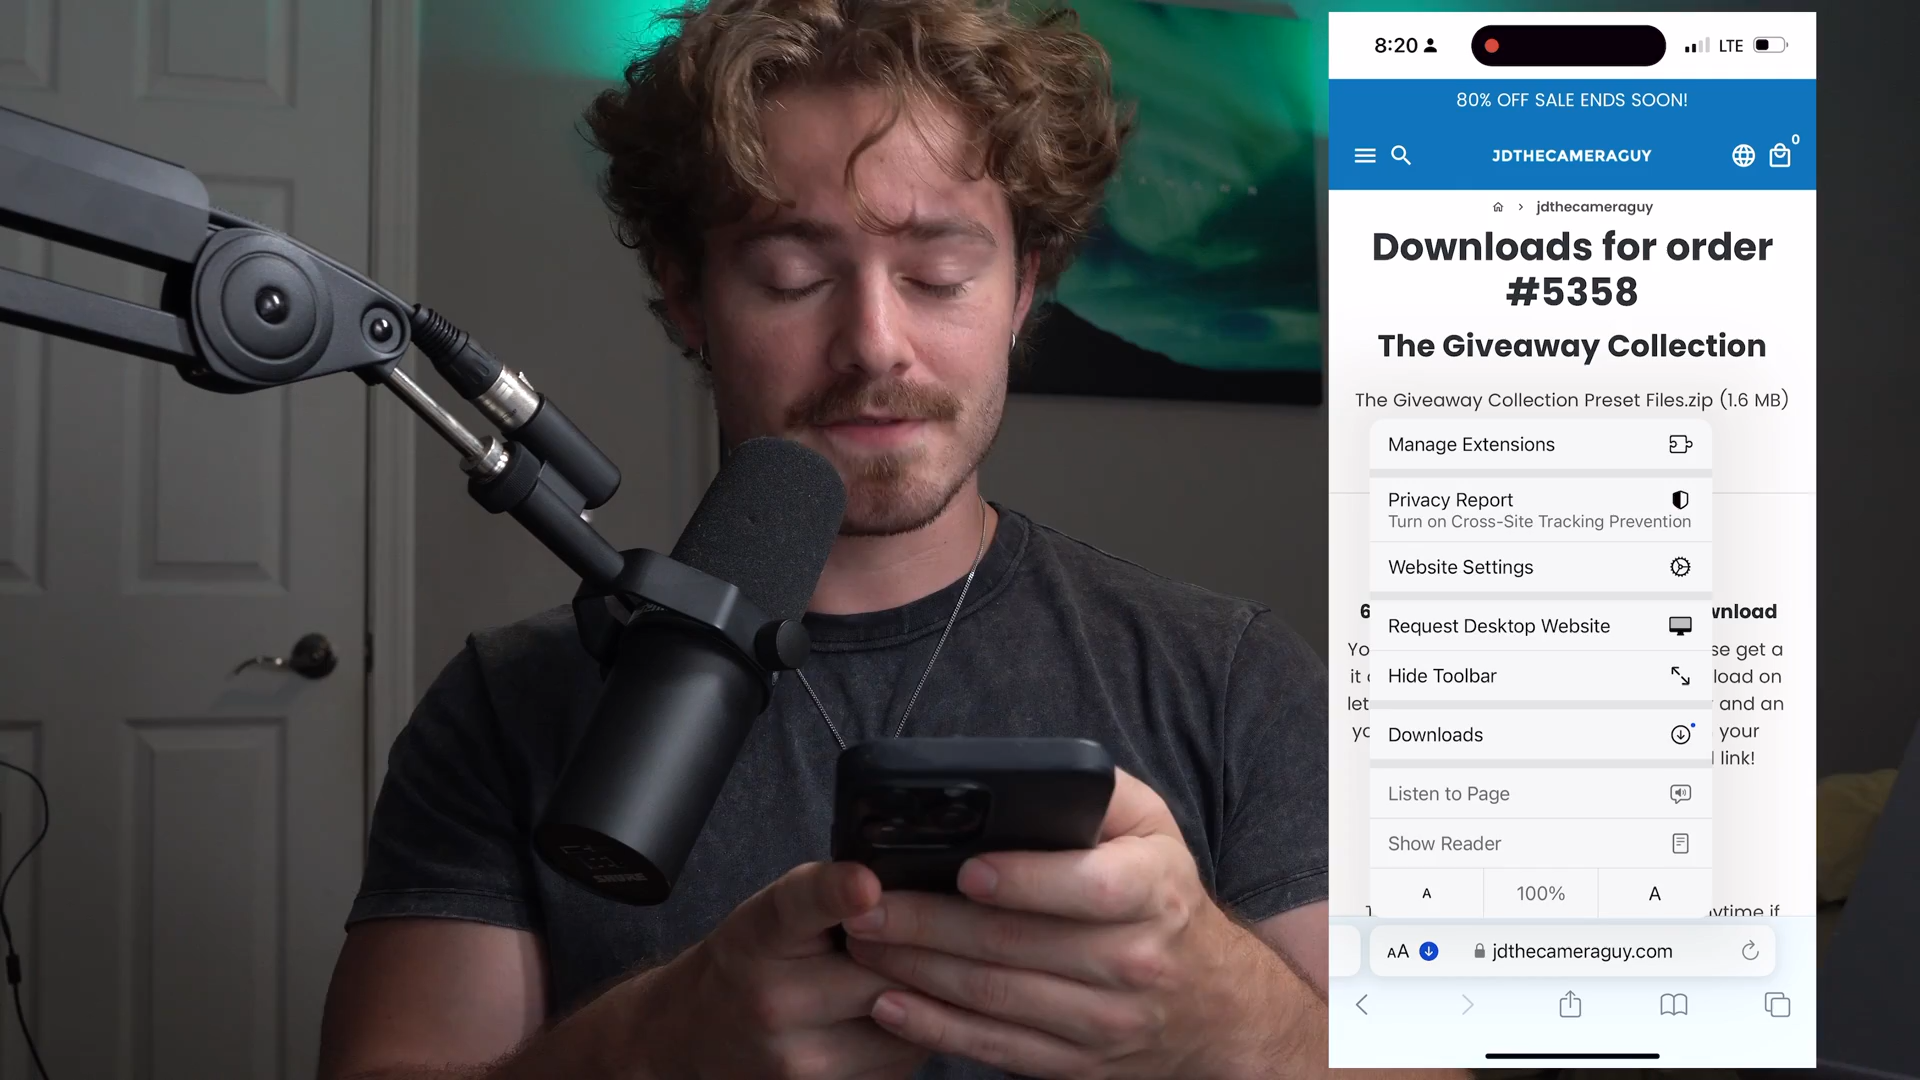 8:20
LTE
80% OFF SALE ENDS SOON!
JDTHECAMERAGUY
0
jdthecameraguy
Downloads for order
#5358
The Giveaway Collection
The Giveaway Collection Preset Files.zip (1.6 MB)
Manage Extensions
Privacy Report
Turn on Cross-Site Tracking Prevention
Website Settings
Request Desktop Website
Hide Toolbar
Downloads
Listen to Page
Show Reader
A 100% A
6
wnload
Yo
se get a
it
load on
let
and an
yo
your
link!
ytime if
AA jdthecameraguy.com
SHURE